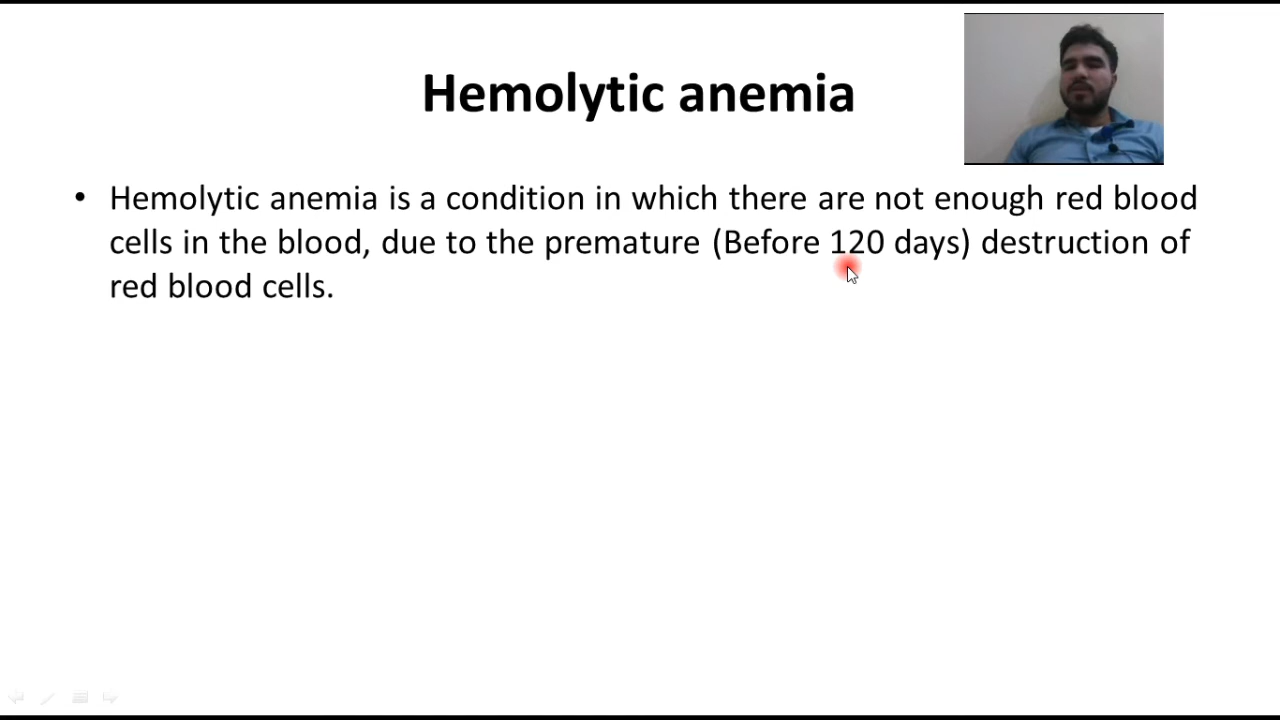 Hemolytic anemia
• Hemolytic anemia is a condition in which there are not enough red blood
cells in the blood, due to the premature (Before 120 days) destruction of
red blood cells.